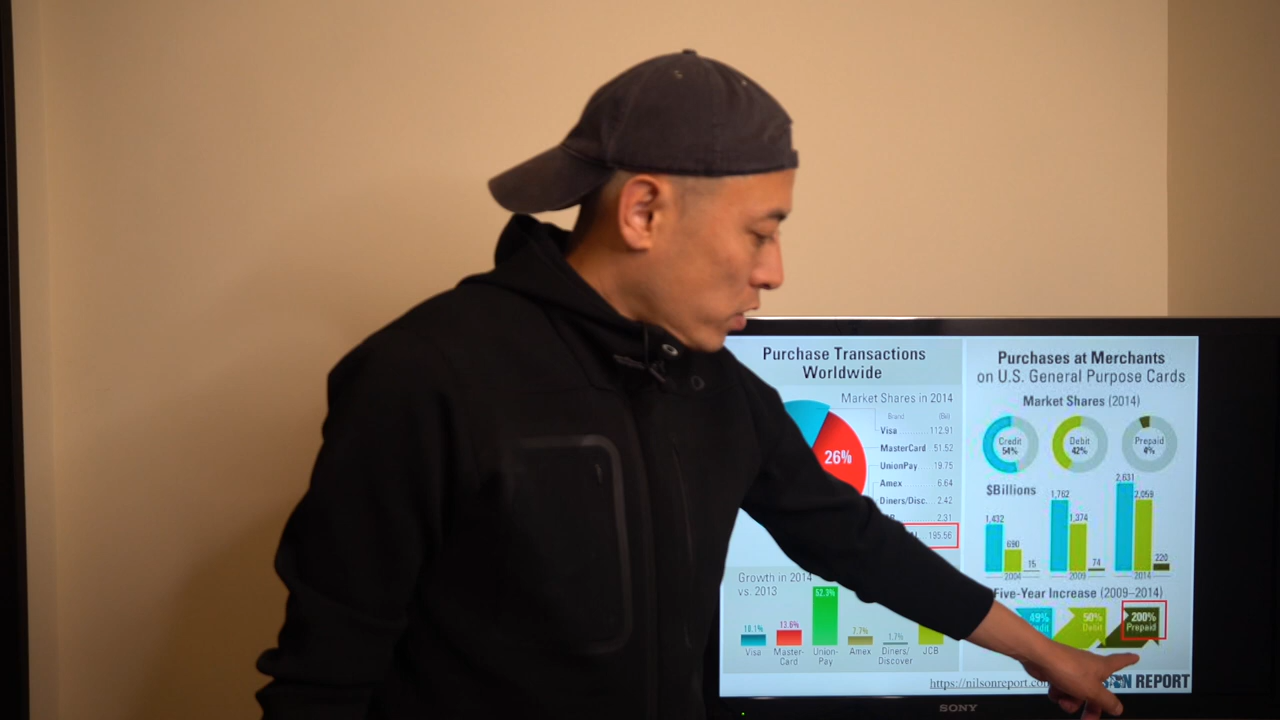 Purchase Transactions
Worldwide
Market Shares in 2014
Brand (Bil.)
Visa 112.91
MasterCard 51.52
UnionPay 19.75
Amex 6.64
Diners/Disc. 2.42
2.31
195.56
26%
Growth in 2014
vs. 2013
10.1%
13.6%
52.3%
7.7%
1.7%
Visa
Master-
Card
Union-
Pay
Amex
Diners/
Discover
JCB
https://nilsonreport.co
Purchases at Merchants
on U.S. General Purpose Cards
Market Shares (2014)
Credit
54%
Debit
42%
Prepaid
4%
$Billions
1,432
690
15
2004
1,762
1,374
74
2009
2,631
2,059
220
2014
Five-Year Increase (2009–2014)
49%
50%
Debit
200%
Prepaid
REPORT
SONY